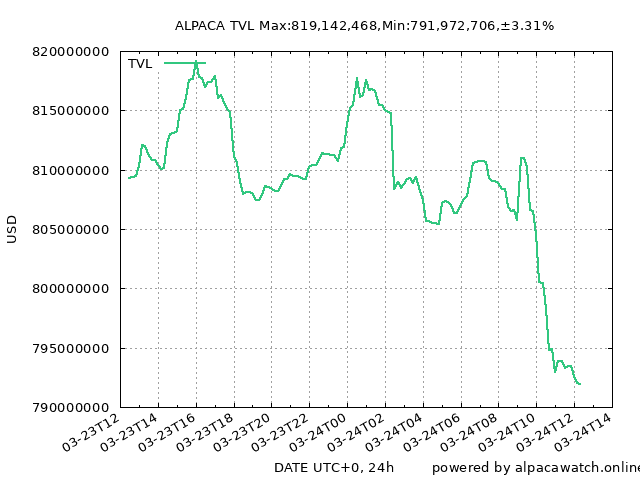 ALPACA TVL Max:819,142,468,Min:791,972,706,±3.31%
820000000
TVL
815000000
810000000
USD
805000000
800000000
795000000
790000000
03-23T12
03-23T14
03-23T16
03-23T18
03-23T20
03-23T22
03-24T00
03-24T02
03-24T04
03-24T06
03-24T08
03-24T10
03-24T12
03-24T14
DATE UTC+0, 24h
powered by alpacawatch.online